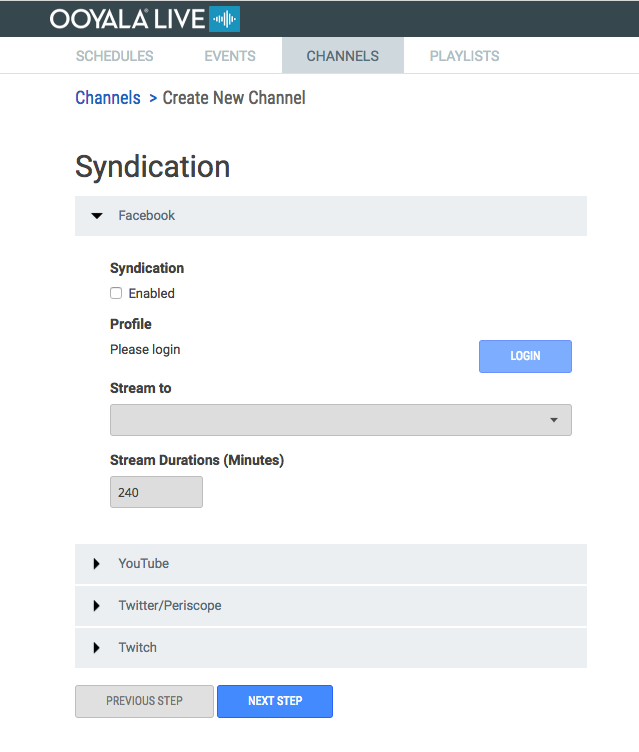 OOYALA® LIVE
SCHEDULES EVENTS CHANNELS PLAYLISTS
Channels > Create New Channel
Syndication
Facebook
Syndication
Enabled
Profile
Please login
LOGIN
Stream to
Stream Durations (Minutes)
240
YouTube
Twitter/Periscope
Twitch
PREVIOUS STEP NEXT STEP